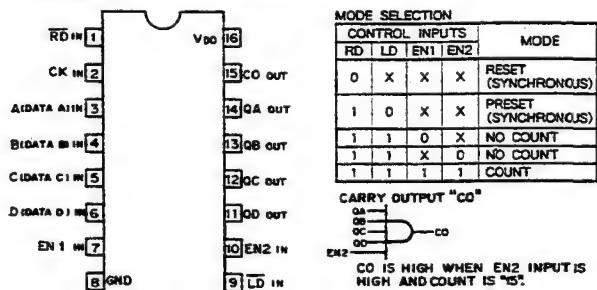 RD IN 1
CK IN 2
A(DATA A)IN 3
B(DATA B)IN 4
C(DATA C)IN 5
D(DATA D)IN 6
EN 1 IN 7
8 GND
VDD 16
15 CO OUT
14 QA OUT
13 QB OUT
12 QC OUT
11 QD OUT
10 EN2 IN
9 LD IN
MODE SELECTION
CONTROL INPUTS MODE
RD LD EN1 EN2
0 X X X RESET (SYNCHRONOUS)
1 0 X X PRESET (SYNCHRONOUS)
1 1 0 X NO COUNT
1 1 X 0 NO COUNT
1 1 1 1 COUNT
CARRY OUTPUT "CO"
QA
QB
QC
QD
EN2
CO
CO IS HIGH WHEN EN2 INPUT IS
HIGH AND COUNT IS "15".